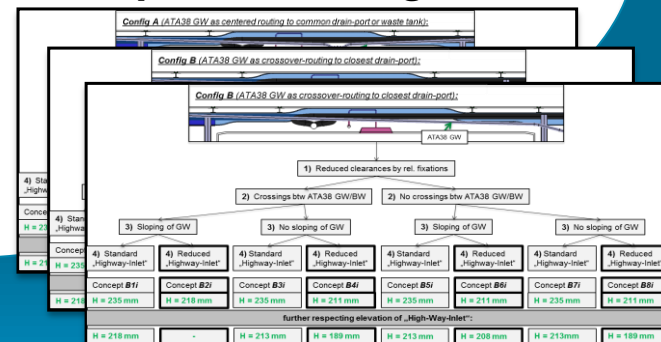 Config A (ATA38 GW as centered routing to common drain-port or waste tank):
Config B (ATA38 GW as crossover-routing to closest drain-port):
Config B (ATA38 GW as crossover-routing to closest drain-port):
ATA38 GW
1) Reduced clearances by rel. fixations
2) Crossings btw ATA38 GW/BW
2) No crossings btw ATA38 GW/BW
3) Sloping of GW
3) No sloping of GW
3) Sloping of GW
3) No sloping of GW
4) Standard „Highway-Inlet"
4) Reduced „Highway-Inlet"
4) Standard „Highway-Inlet"
4) Reduced „Highway-Inlet"
4) Standard „Highway-Inlet"
4) Reduced „Highway-Inlet"
4) Standard „Highway-Inlet"
4) Reduced „Highway-Inlet"
Concept B1i
Concept B2i
Concept B3i
Concept B4i
Concept B5i
Concept B6i
Concept B7i
Concept B8i
H = 235 mm
H = 218 mm
H = 235 mm
H = 211 mm
H = 235 mm
H = 211 mm
H = 235 mm
H = 211 mm
further respecting elevation of „High-Way-Inlet":
H = 218 mm
-
H = 213 mm
H = 189 mm
H = 213 mm
H = 208 mm
H = 213mm
H = 189 mm